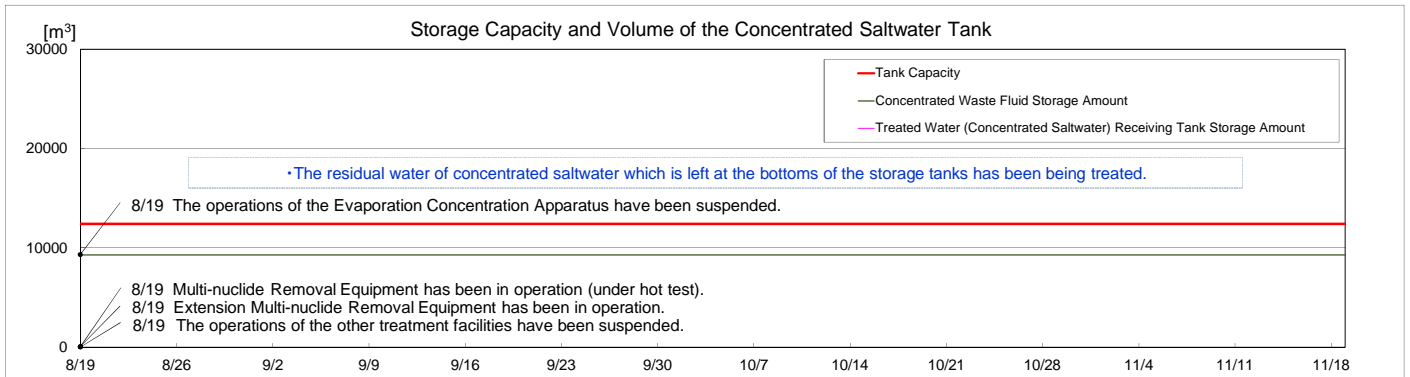 Storage Capacity and Volume of the Concentrated Saltwater Tank
[m³]
30000
Tank Capacity
Concentrated Waste Fluid Storage Amount
Treated Water (Concentrated Saltwater) Receiving Tank Storage Amount
20000
・The residual water of concentrated saltwater which is left at the bottoms of the storage tanks has been being treated.
8/19 The operations of the Evaporation Concentration Apparatus have been suspended.
10000
8/19 Multi-nuclide Removal Equipment has been in operation (under hot test).
8/19 Extension Multi-nuclide Removal Equipment has been in operation.
8/19 The operations of the other treatment facilities have been suspended.
0
8/19 8/26 9/2 9/9 9/16 9/23 9/30 10/7 10/14 10/21 10/28 11/4 11/11 11/18